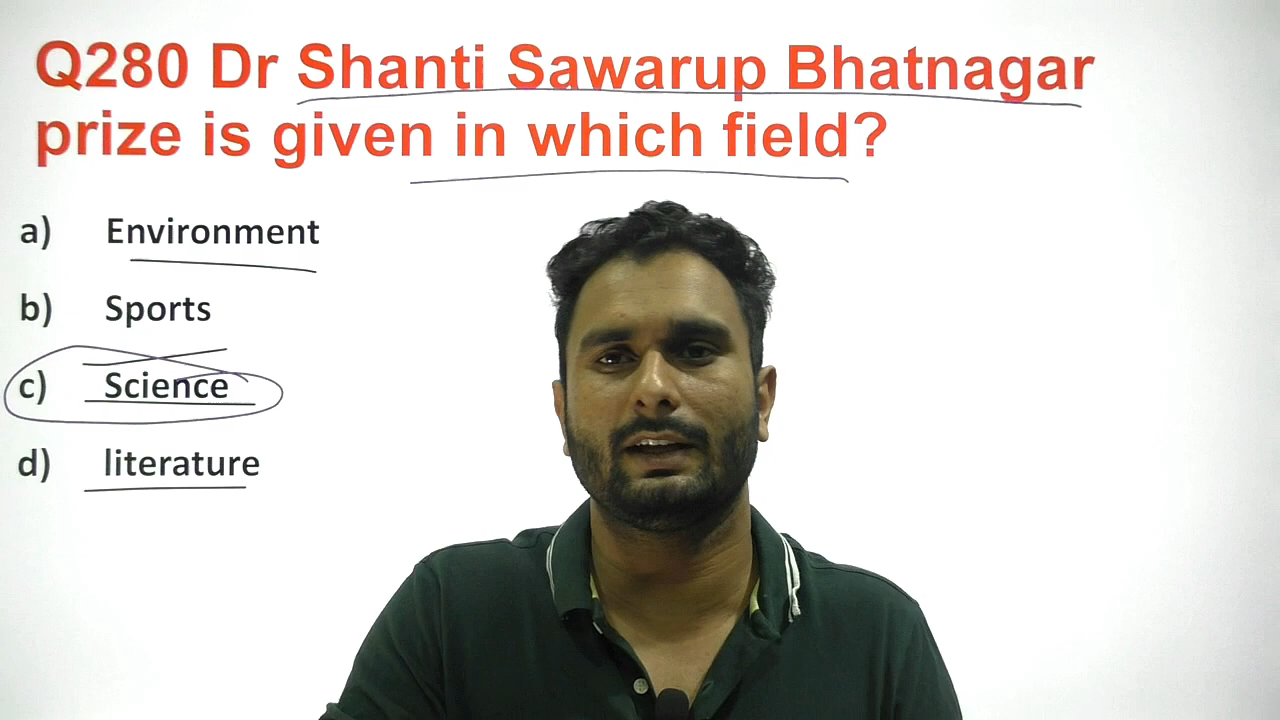 Q280 Dr Shanti Sawarup Bhatnagar
prize is given in which field?
a) Environment
b) Sports
c) Science
d) literature